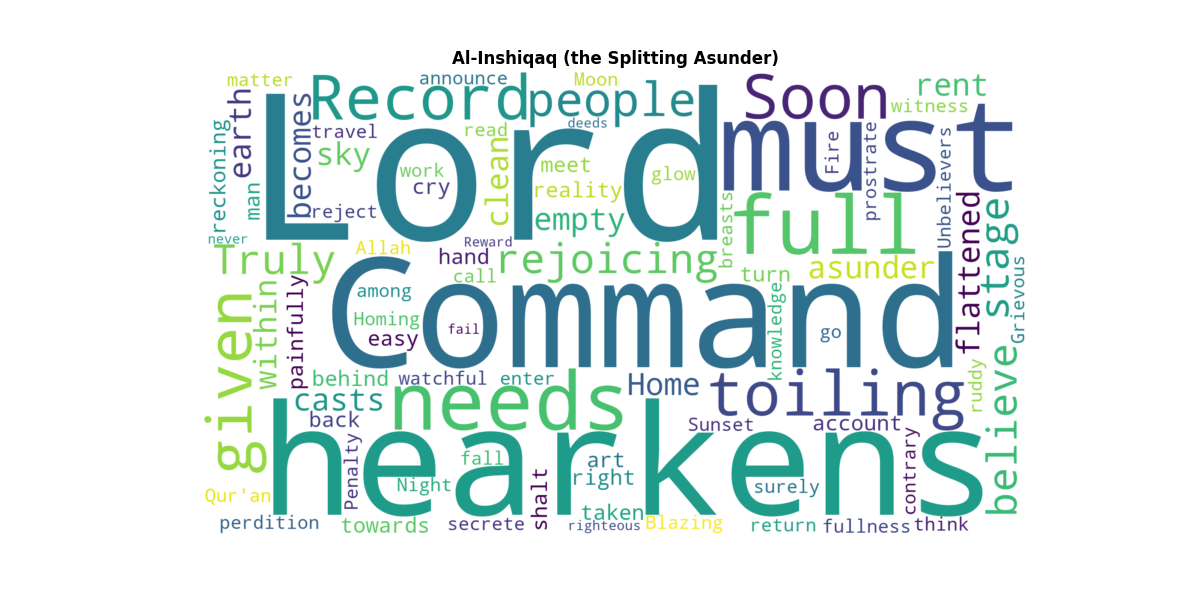 Al-Inshiqaq (the Splitting Asunder)
matter
announce
Moon
rent
Record
people
Soon
witness
deeds
Lord
must
earth
becomes
travel
read
sky
clean
work
cry
meet
reality
glow
Fire
prostrate
Unbelievers
reckoning
man
reject
empty
full
breasts
never
Truly
Allah
Reward
hand
call
rejoicing
turn
asunder
flattened
stage
Grievous
given
Within
painfully
among
Homing
easy
fail
Command
knowledge
go
behind
watchful
enter
casts
back
needs
Home
toiling
ruddy
believe
Sunset
account
hearkens
Penalty
fall
Night
shalt
art
right
surely
contrary
Qur'an
perdition
towards
secrete
taken
righteous
Blazing
return
fullness
think